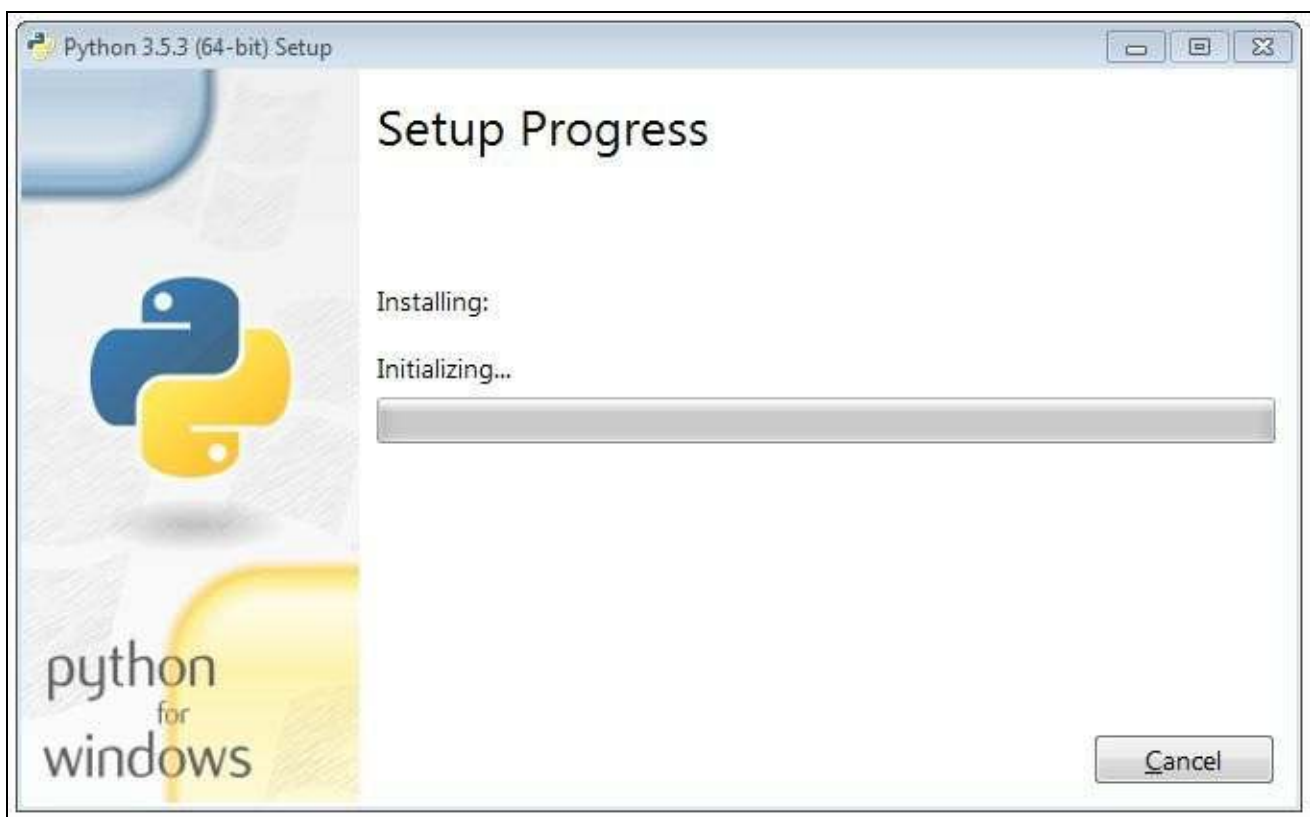 Python 3.5.3 (64-bit) Setup
Setup Progress
Installing:
Initializing...
python
for
windows
Cancel